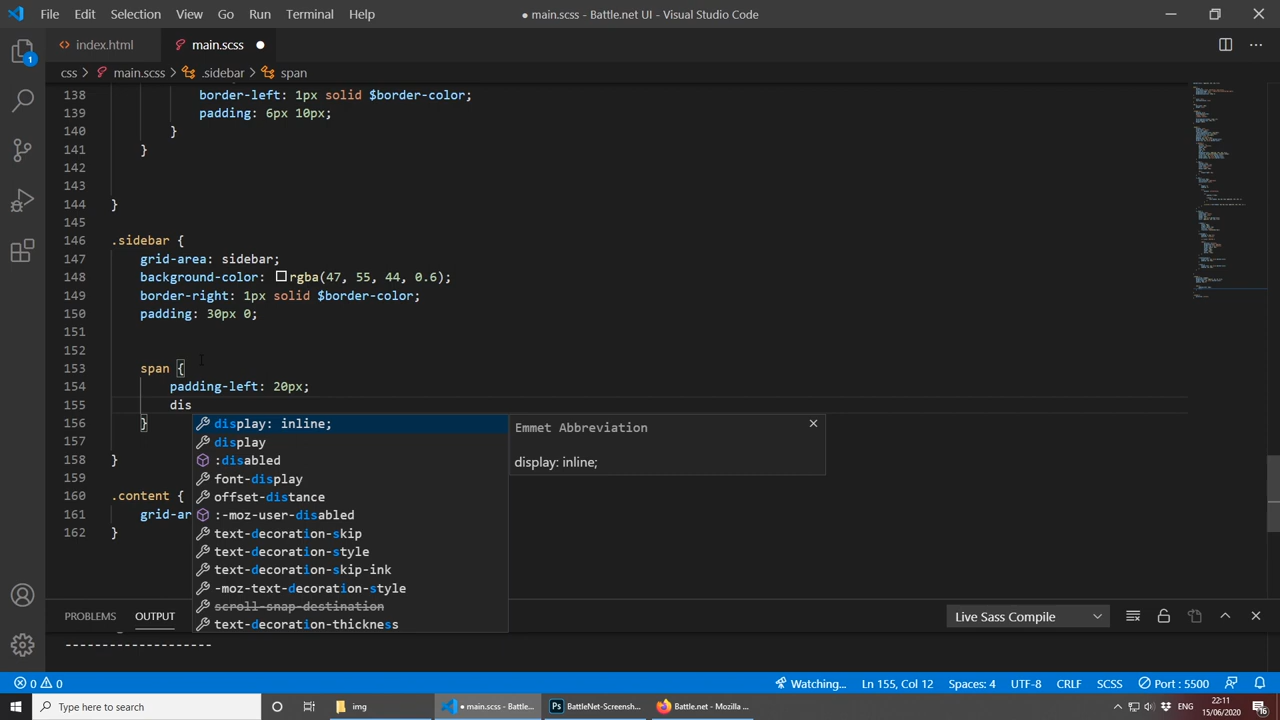 File Edit Selection View Go Run Terminal Help
● main.scss - Battle.net UI - Visual Studio Code
index.html main.scss
css > main.scss > .sidebar > span
138 border-left: 1px solid $border-color;
139 padding: 6px 10px;
140 }
141 }
142
143
144 }
145
146 .sidebar {
147 grid-area: sidebar;
148 background-color: rgba(47, 55, 44, 0.6);
149 border-right: 1px solid $border-color;
150 padding: 30px 0;
151
152
153 span {
154 padding-left: 20px;
155 dis
156 }
157
158 }
159
160 .content {
161 grid-ar
162 }
display: inline;
display
:disabled
font-display
offset-distance
:-moz-user-disabled
text-decoration-skip
text-decoration-style
text-decoration-skip-ink
-moz-text-decoration-style
scroll-snap-destination
text-decoration-thickness
Emmet Abbreviation
display: inline;
PROBLEMS OUTPUT
Live Sass Compile
--------------------
0 0
Watching... Ln 155, Col 12 Spaces: 4 UTF-8 CRLF SCSS Port : 5500
Type here to search
img
● main.scss - Battle...
BattleNet-Screensh...
Battle.net - Mozilla ...
ENG
22:11
15/06/2020